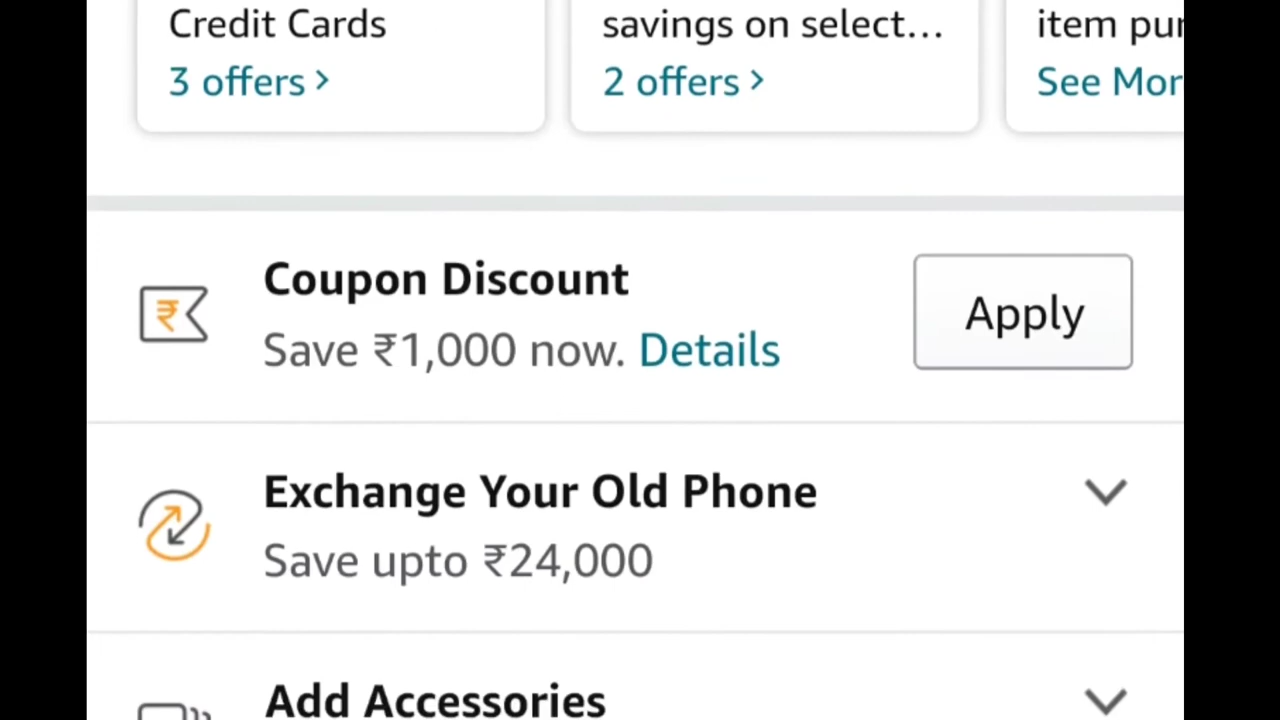 Credit Cards
savings on select...
item pur
3 offers >
2 offers >
See Mor
Coupon Discount
Save ₹1,000 now. Details
Apply
Exchange Your Old Phone
Save upto ₹24,000
Add Accessories